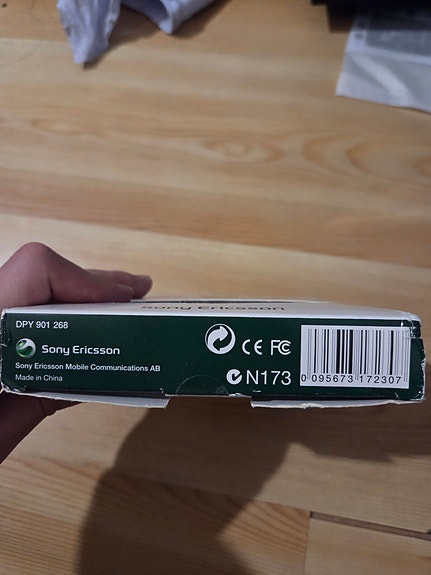 Sony Ericsson
DPY 901 268
Sony Ericsson
Sony Ericsson Mobile Communications AB
Made in China
CE FC
N173
0 095673 172307